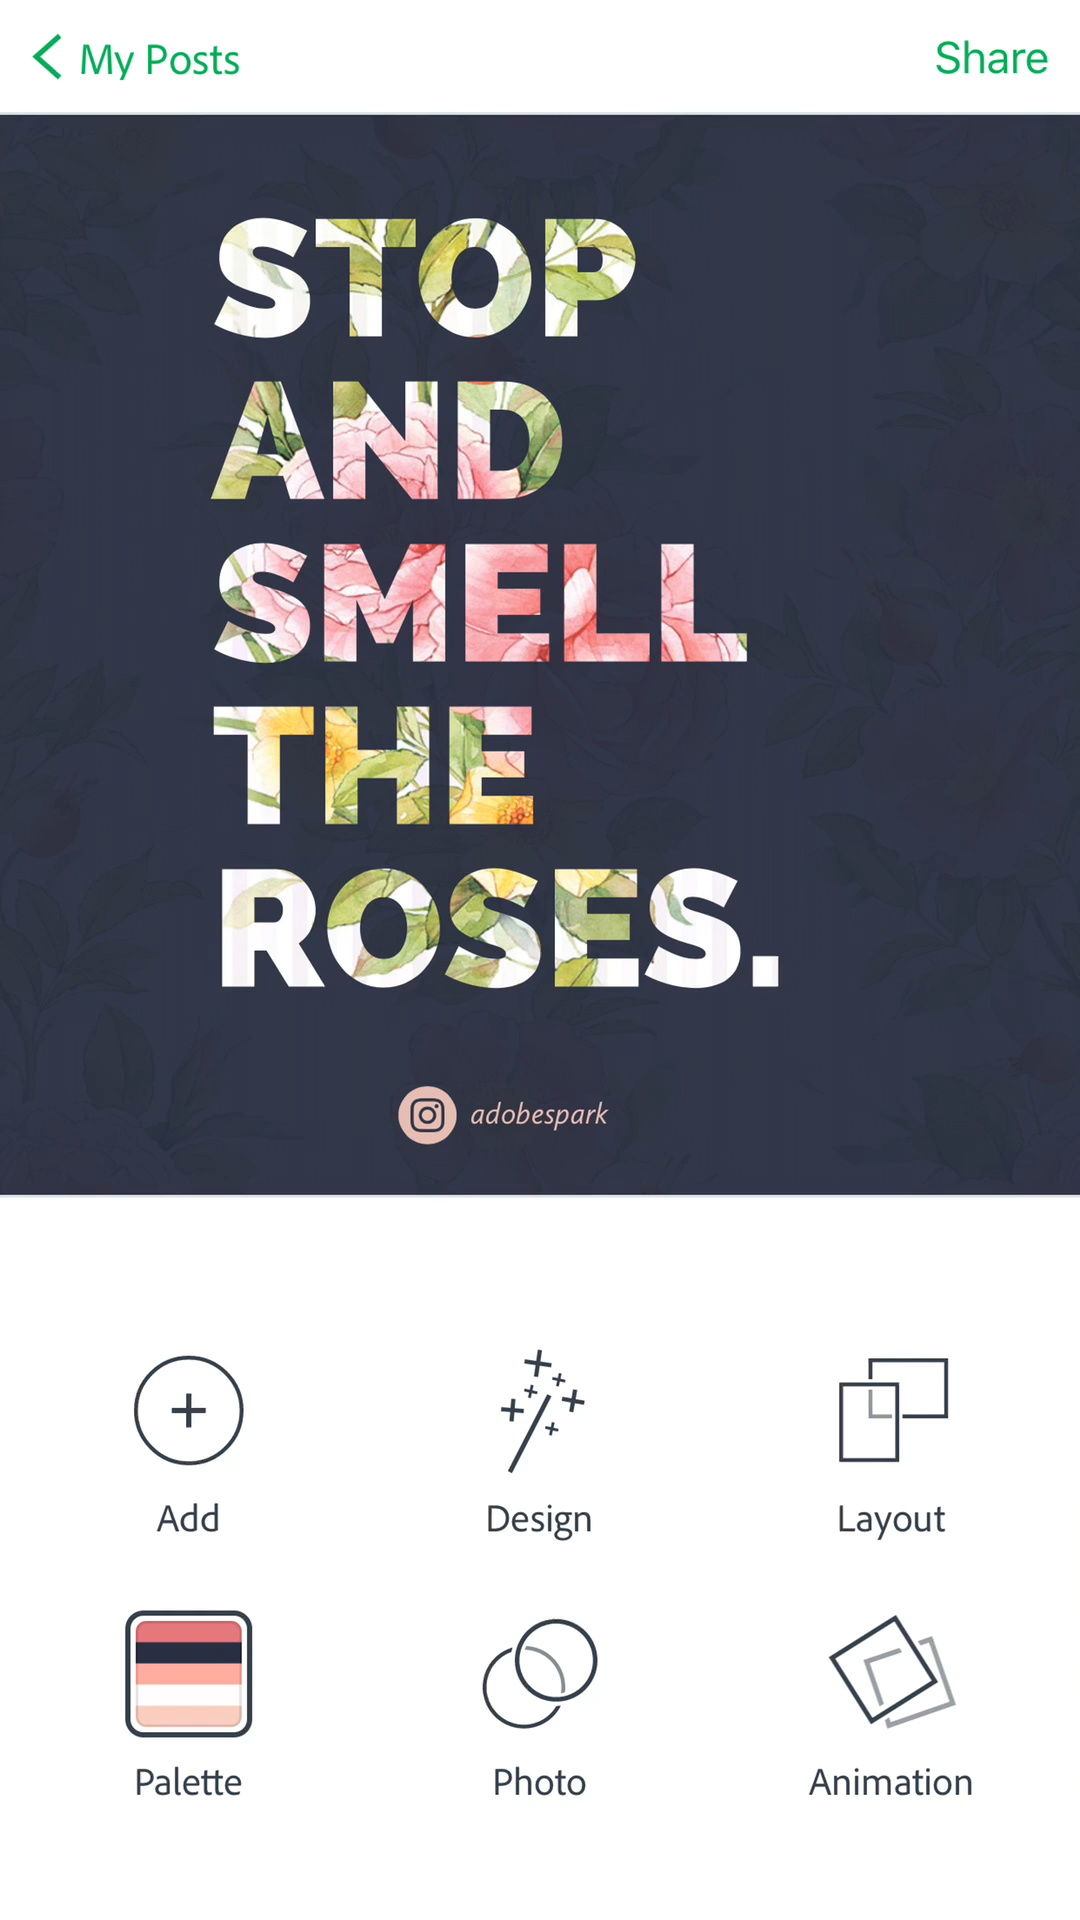 My Posts
Share
STOP
AND
SMELL
THE
ROSES.
adobespark
Add
Design
Layout
Palette
Photo
Animation